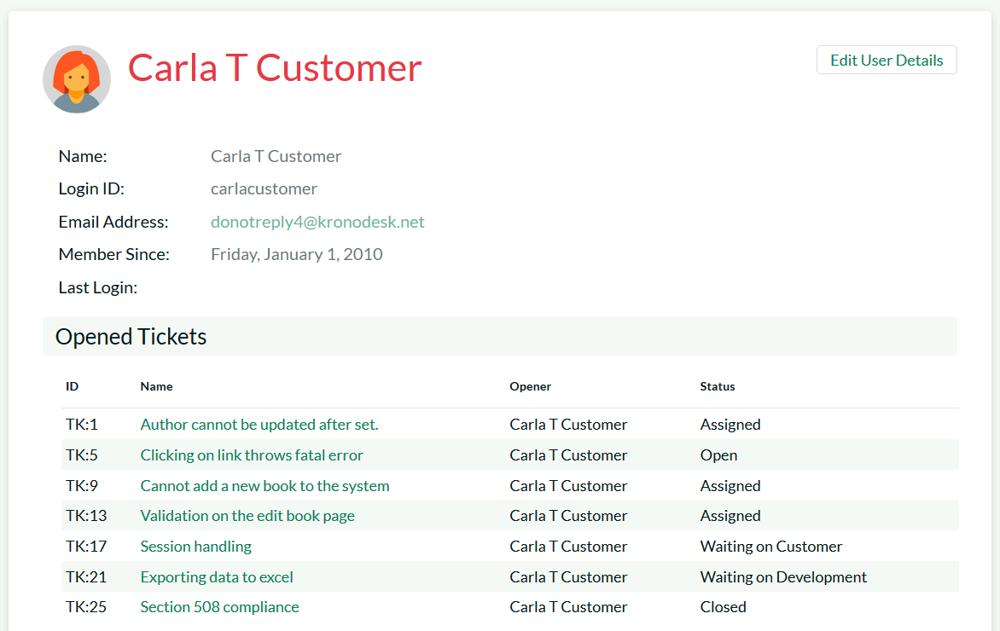 Carla T Customer
Edit User Details
Name: Carla T Customer
Login ID: carlacustomer
Email Address: donotreply4@kronodesk.net
Member Since: Friday, January 1, 2010
Last Login:
Opened Tickets
ID Name Opener Status
TK:1 Author cannot be updated after set. Carla T Customer Assigned
TK:5 Clicking on link throws fatal error Carla T Customer Open
TK:9 Cannot add a new book to the system Carla T Customer Assigned
TK:13 Validation on the edit book page Carla T Customer Assigned
TK:17 Session handling Carla T Customer Waiting on Customer
TK:21 Exporting data to excel Carla T Customer Waiting on Development
TK:25 Section 508 compliance Carla T Customer Closed